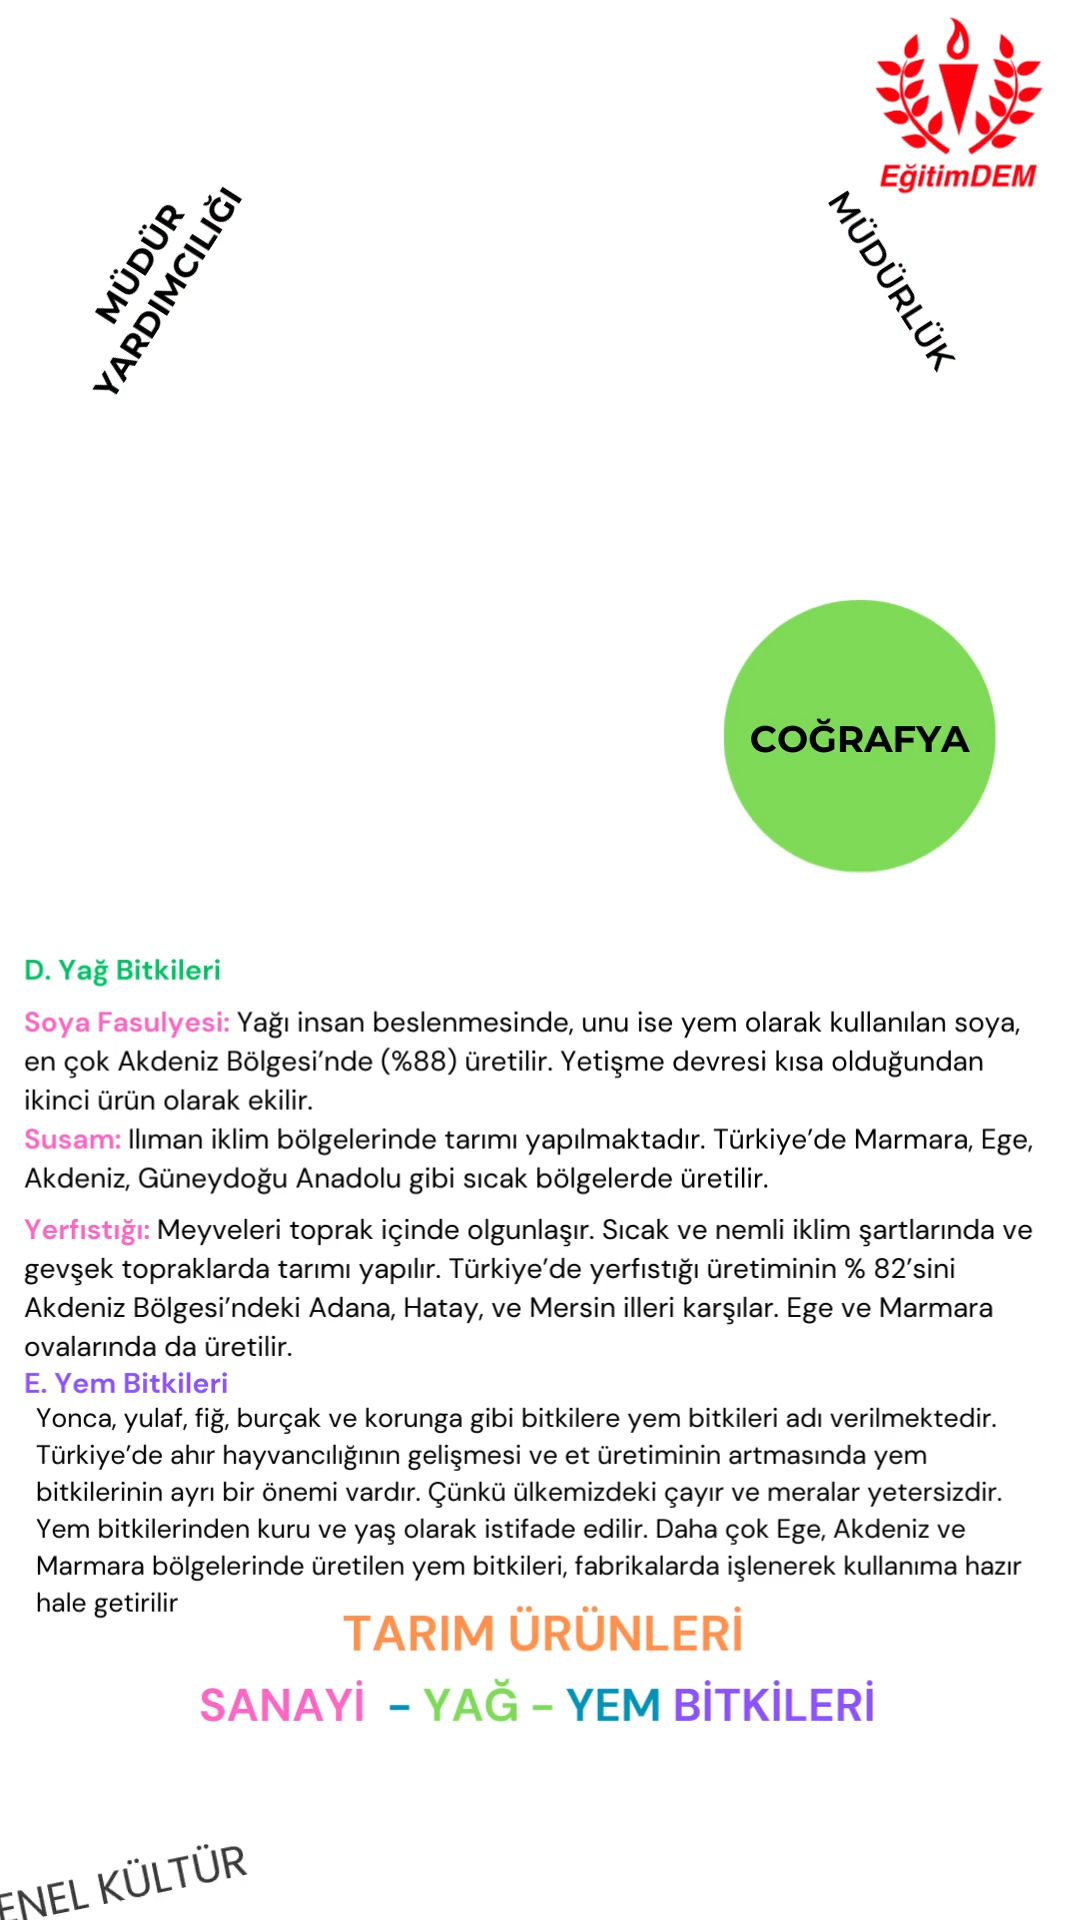 EğitimDEM
MÜDÜR
YARDIMCILIĞI
MÜDÜRLÜK
COĞRAFYA
D. Yağ Bitkileri
Soya Fasulyesi: Yağı insan beslenmesinde, unu ise yem olarak kullanılan soya,
en çok Akdeniz Bölgesi’nde (%88) üretilir. Yetişme devresi kısa olduğundan
ikinci ürün olarak ekilir.
Susam: Ilıman iklim bölgelerinde tarımı yapılmaktadır. Türkiye’de Marmara, Ege,
Akdeniz, Güneydoğu Anadolu gibi sıcak bölgelerde üretilir.
Yerfıstığı: Meyveleri toprak içinde olgunlaşır. Sıcak ve nemli iklim şartlarında ve
gevşek topraklarda tarımı yapılır. Türkiye’de yerfıstığı üretiminin % 82’sini
Akdeniz Bölgesi’ndeki Adana, Hatay, ve Mersin illeri karşılar. Ege ve Marmara
ovalarında da üretilir.
E. Yem Bitkileri
Yonca, yulaf, fiğ, burçak ve korunga gibi bitkilere yem bitkileri adı verilmektedir.
Türkiye’de ahır hayvancılığının gelişmesi ve et üretiminin artmasında yem
bitkilerinin ayrı bir önemi vardır. Çünkü ülkemizdeki çayır ve meralar yetersizdir.
Yem bitkilerinden kuru ve yaş olarak istifade edilir. Daha çok Ege, Akdeniz ve
Marmara bölgelerinde üretilen yem bitkileri, fabrikalarda işlenerek kullanıma hazır
hale getirilir
TARIM ÜRÜNLERİ
SANAYİ - YAĞ - YEM BİTKİLERİ
ENEL KÜLTÜR